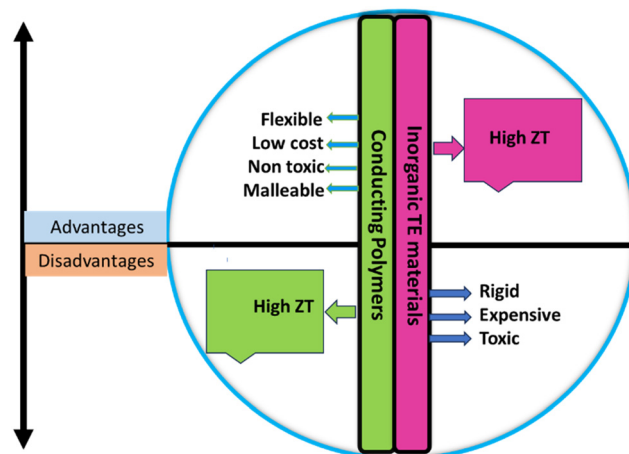 Flexible
Low cost
Non toxic
Malleable
Conducting Polymers
Inorganic TE materials
High ZT
Advantages
Disadvantages
High ZT
Rigid
Expensive
Toxic